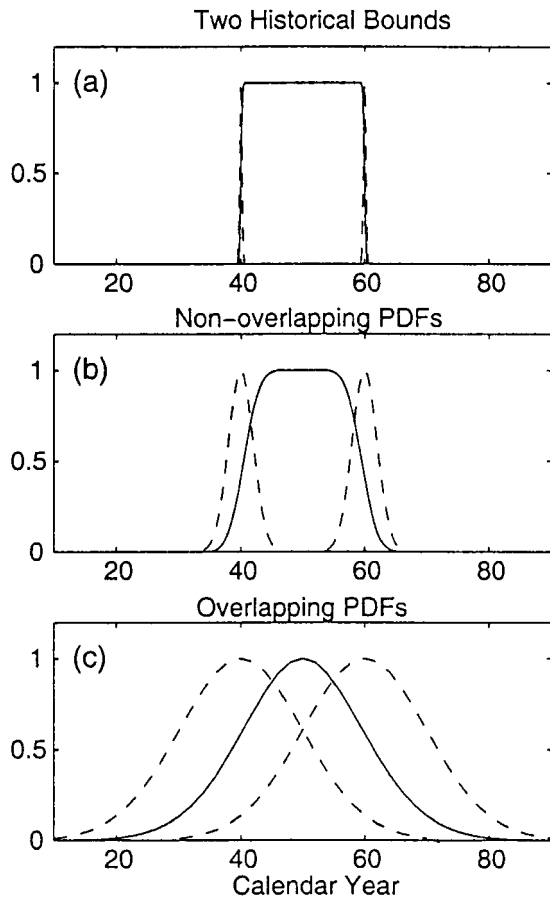 Two Historical Bounds
(a)
1
0.5
0
20 40 60 80
Non-overlapping PDFs
(b)
1
0.5
0
20 40 60 80
Overlapping PDFs
(c)
1
0.5
0
20 40 60 80
Calendar Year